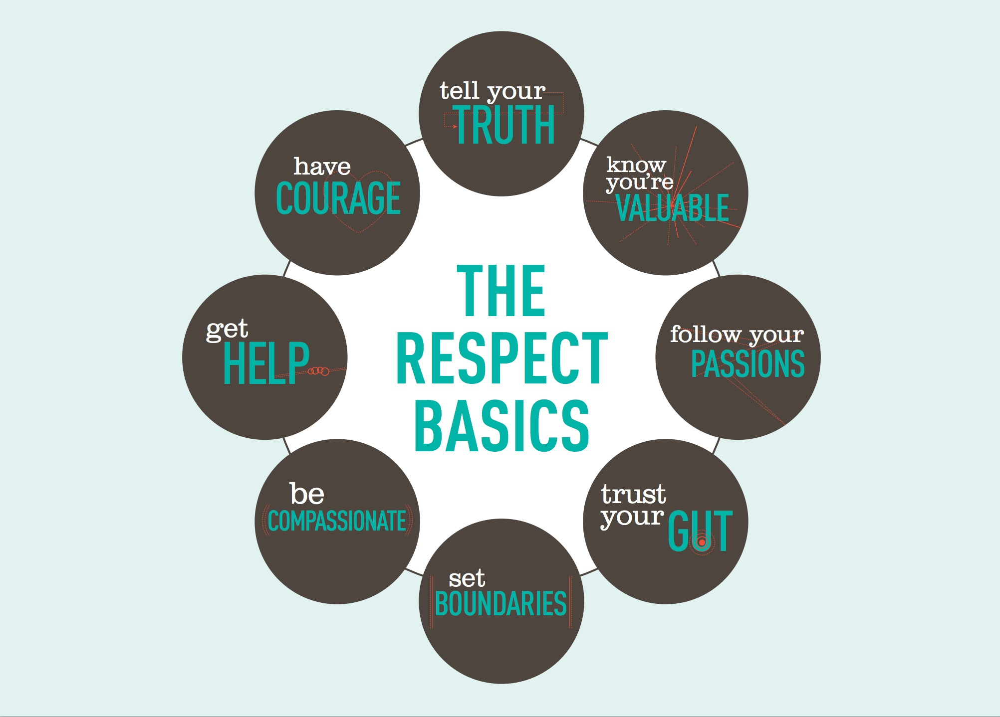 tell your
TRUTH
know
you're
VALUABLE
follow your
PASSIONS
trust
your GUT
set
BOUNDARIES
be
COMPASSIONATE
get
HELP
have
COURAGE
THE
RESPECT
BASICS